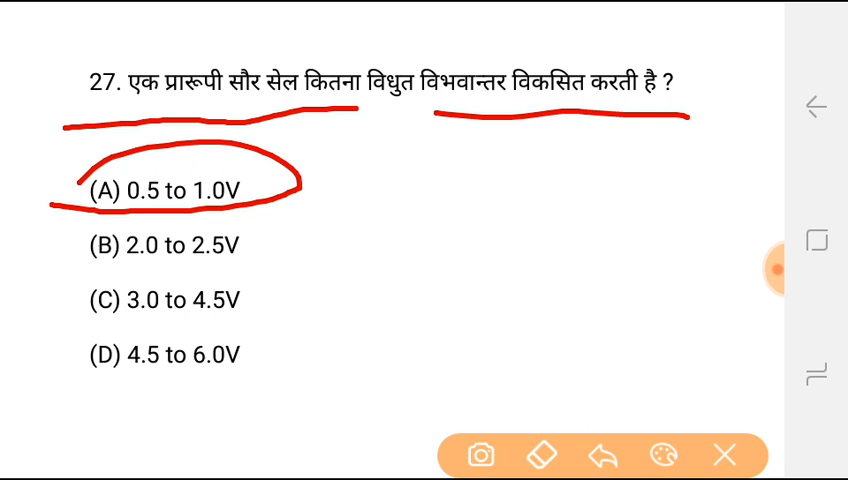 27. एक प्रारूपी सौर सेल कितना विधुत विभवान्तर विकसित करती है ?
(A) 0.5 to 1.0V
(B) 2.0 to 2.5V
(C) 3.0 to 4.5V
(D) 4.5 to 6.0V